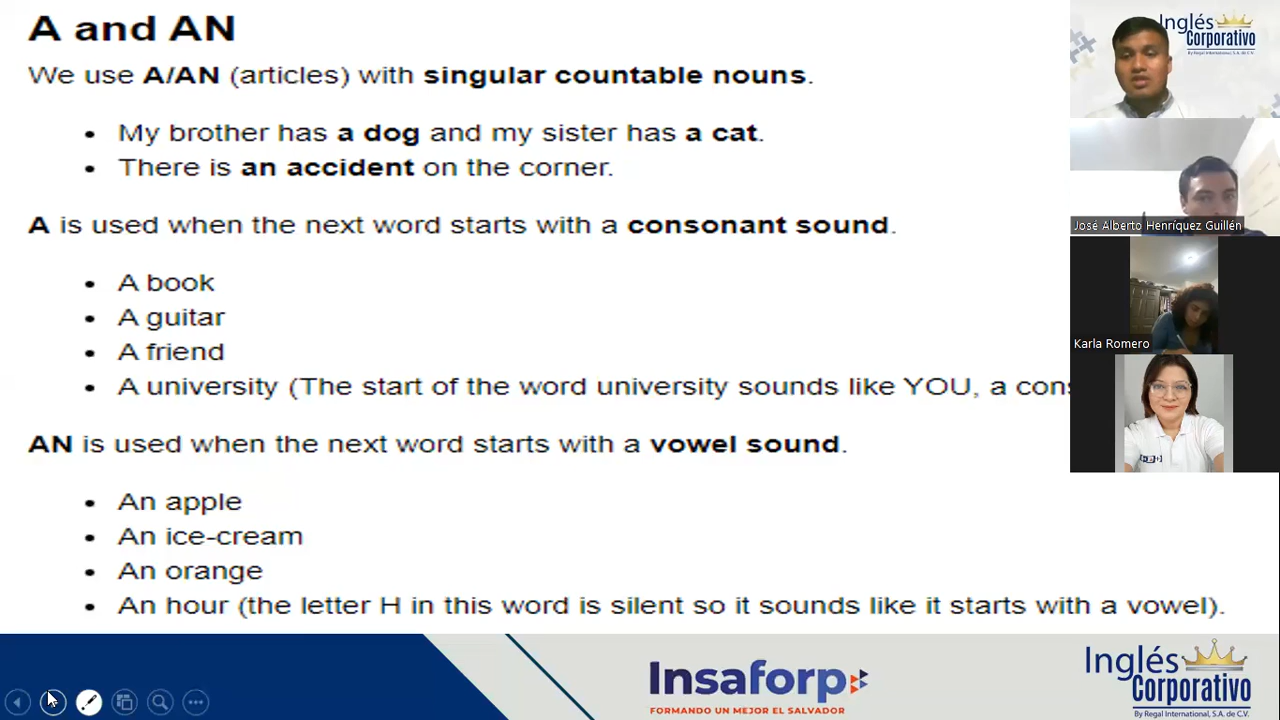 A and AN
We use A/AN (articles) with singular countable nouns.
• My brother has a dog and my sister has a cat.
• There is an accident on the corner.
A is used when the next word starts with a consonant sound.
• A book
• A guitar
• A friend
• A university (The start of the word university sounds like YOU, a cons
AN is used when the next word starts with a vowel sound.
• An apple
• An ice-cream
• An orange
• An hour (the letter H in this word is silent so it sounds like it starts with a vowel).
Insaforp
FORMANDO UN MEJOR EL SALVADOR
Inglés
Corporativo
By Regal International, S.A. de C.V.
Inglés
Corporativo
By Regal International, S.A. de C.V.
José Alberto Henríquez Guillén
Karla Romero